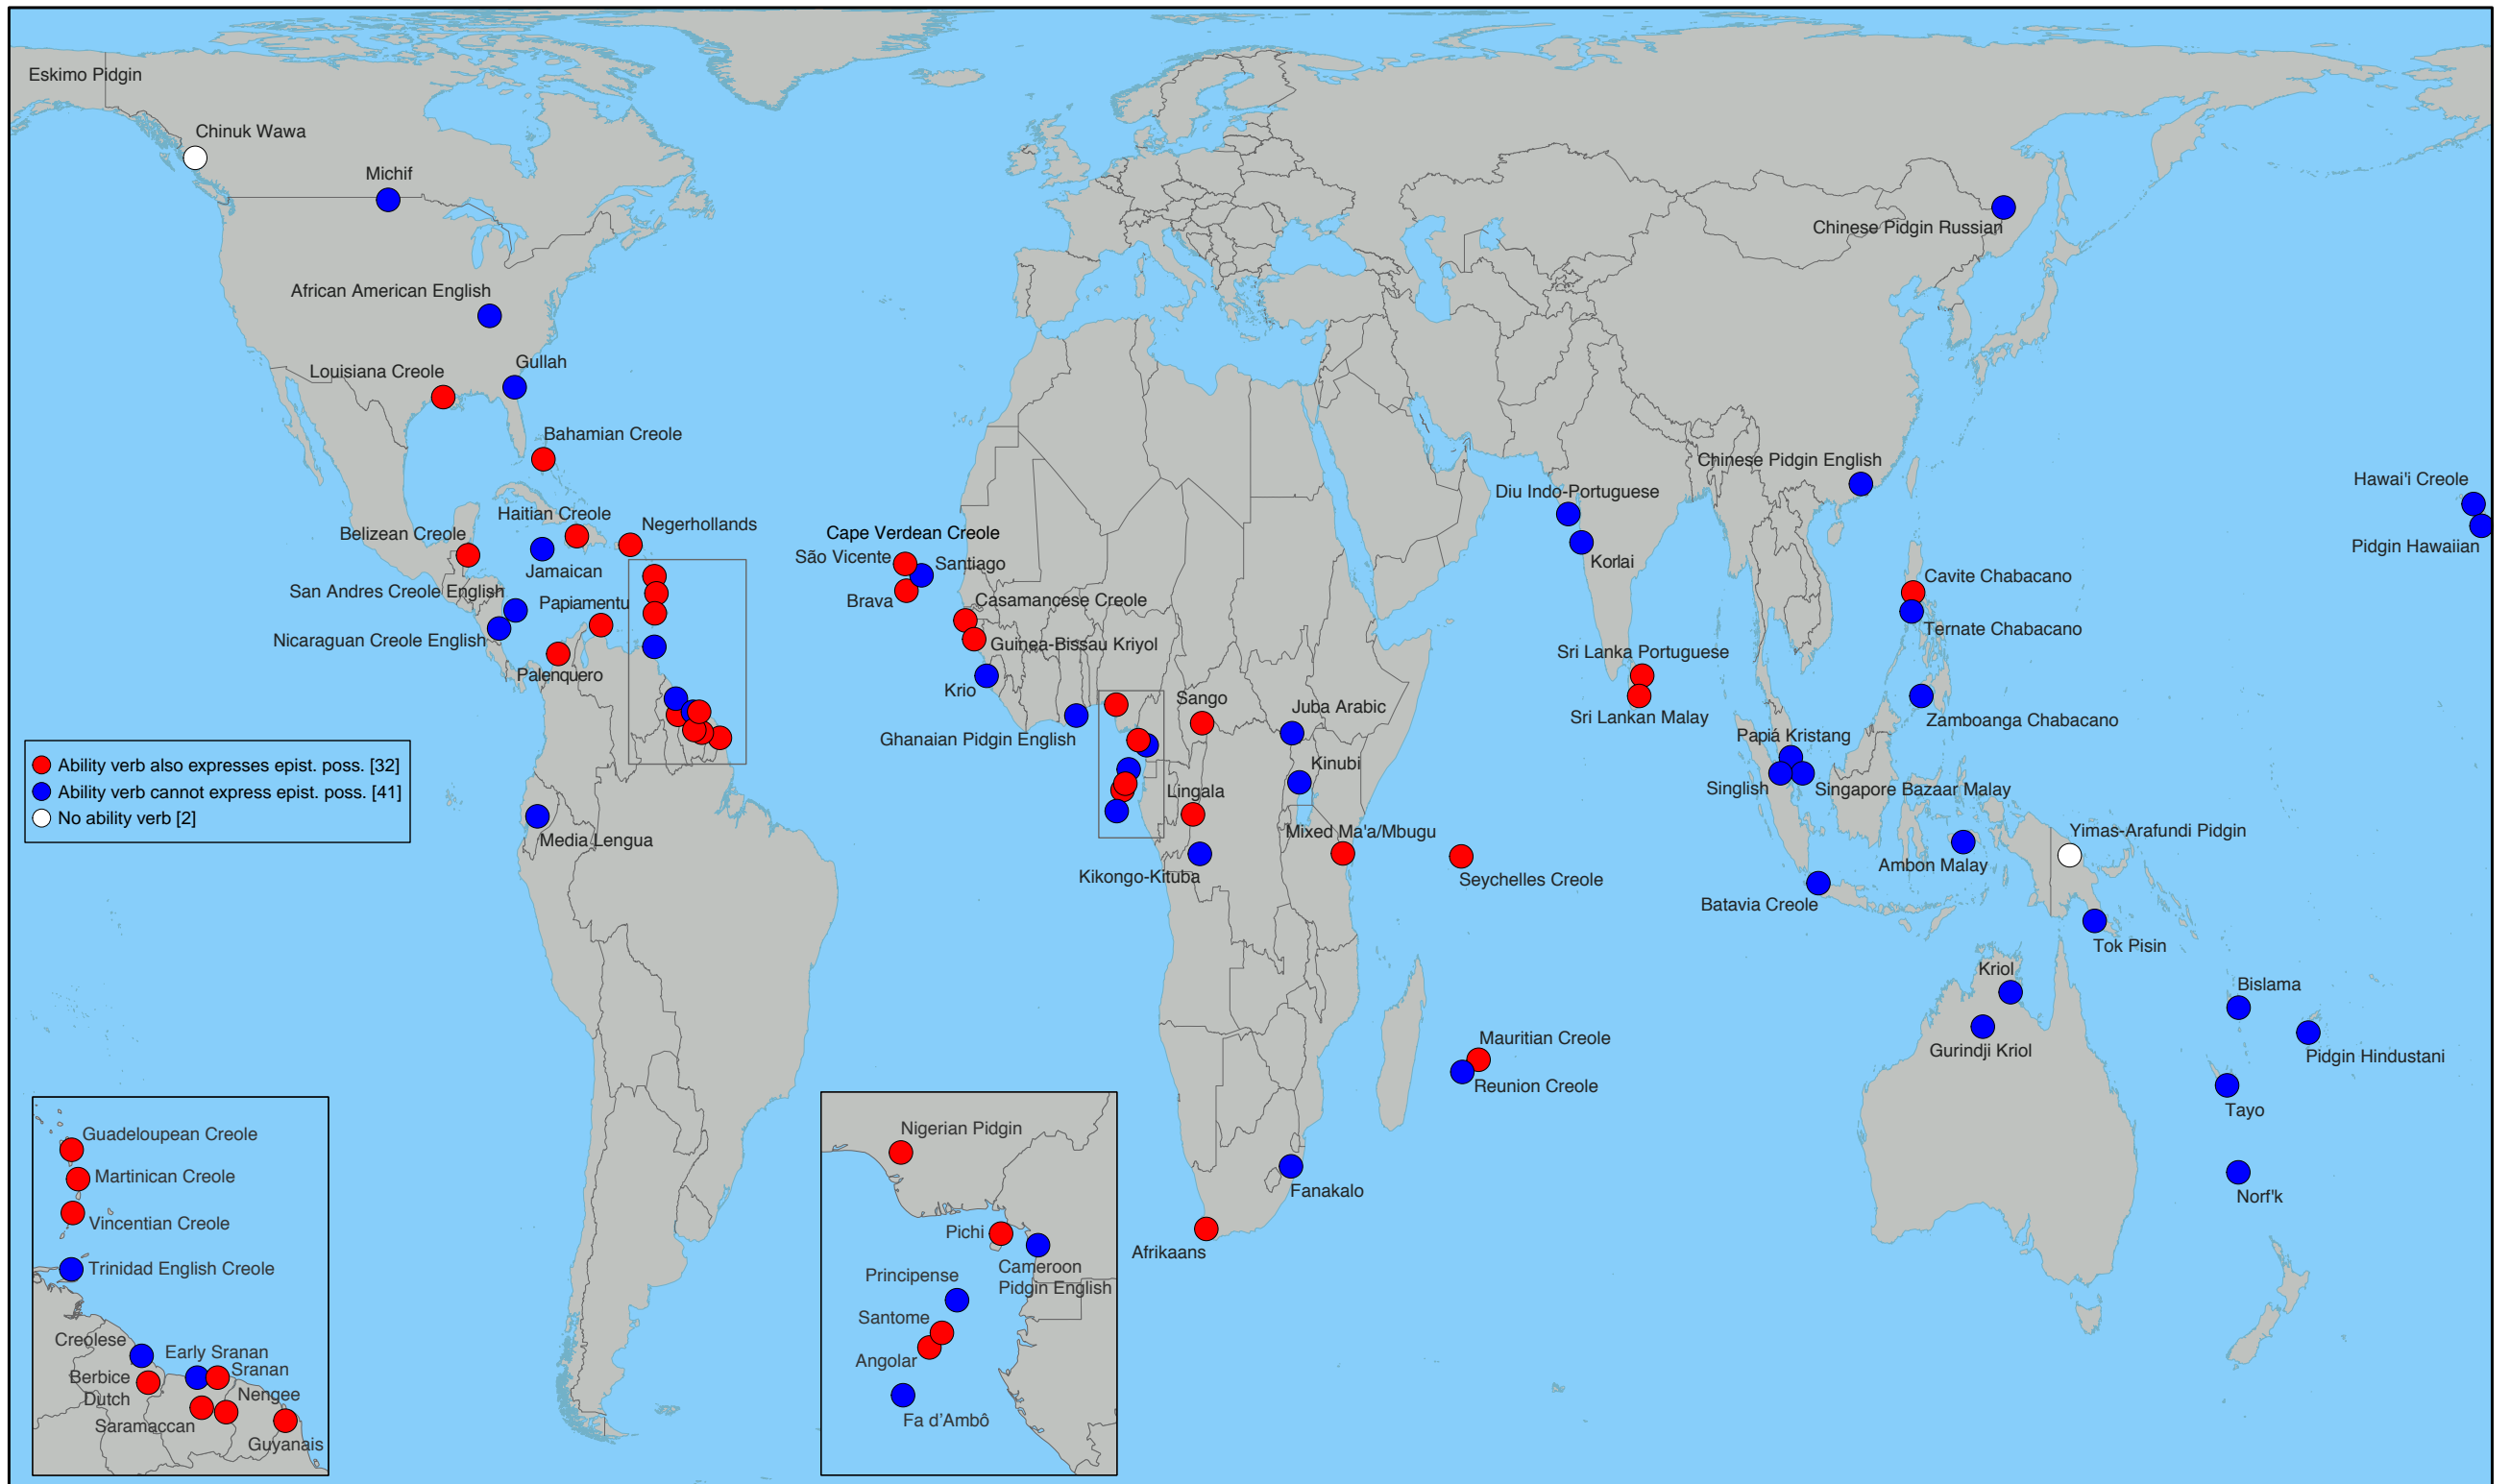 Eskimo Pidgin
Chinuk Wawa
Michif
African American English
Gullah
Louisiana Creole
Bahamian Creole
Haitian Creole
Negerhollands
Belizean Creole
Jamaican
San Andres Creole English
Papiamentu
Nicaraguan Creole English
Palenquero
Media Lengua
Cape Verdean Creole
São Vicente
Santiago
Brava
Casamancese Creole
Guinea-Bissau Kriyol
Krio
Ghanaian Pidgin English
Sango
Juba Arabic
Kinubi
Lingala
Mixed Ma'a/Mbugu
Kikongo-Kituba
Seychelles Creole
Mauritian Creole
Reunion Creole
Fanakalo
Afrikaans
Chinese Pidgin Russian
Chinese Pidgin English
Diu Indo-Portuguese
Korlai
Sri Lanka Portuguese
Sri Lankan Malay
Cavite Chabacano
Ternate Chabacano
Zamboanga Chabacano
Papiá Kristang
Singlish
Singapore Bazaar Malay
Ambon Malay
Batavia Creole
Yimas-Arafundi Pidgin
Tok Pisin
Kriol
Gurindji Kriol
Bislama
Pidgin Hindustani
Tayo
Norf'k
Hawai'i Creole
Pidgin Hawaiian
Ability verb also expresses epist. poss. [32]
Ability verb cannot express epist. poss. [41]
No ability verb [2]
Guadeloupean Creole
Martinican Creole
Vincentian Creole
Trinidad English Creole
Creolese
Early Sranan
Sranan
Berbice
Dutch
Nengee
Saramaccan
Guyanais
Nigerian Pidgin
Pichi
Cameroon
Pidgin English
Principense
Santome
Angolar
Fa d'Ambô